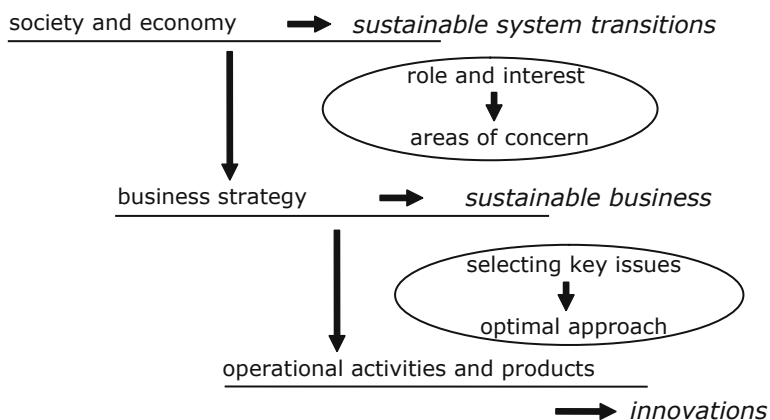 society and economy sustainable system transitions
role and interest
areas of concern
business strategy sustainable business
selecting key issues
optimal approach
operational activities and products
innovations